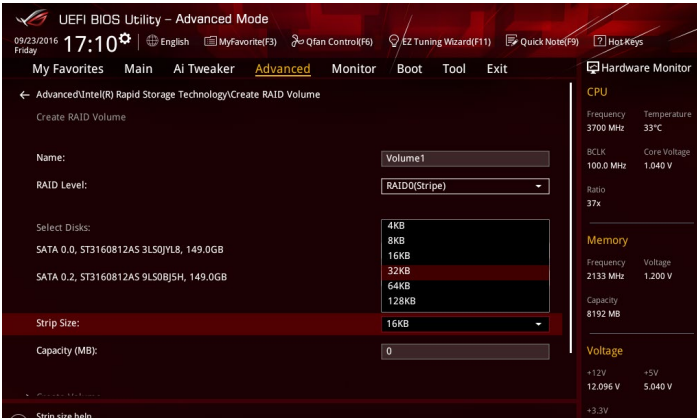 UEFI BIOS Utility – Advanced Mode
09/23/2016 Friday 17:10 English MyFavorite(F3) Qfan Control(F6) EZ Tuning Wizard(F11) Quick Note(F9) Hot Keys
My Favorites Main Ai Tweaker Advanced Monitor Boot Tool Exit
← Advanced\Intel(R) Rapid Storage Technology\Create RAID Volume
Create RAID Volume
Name: Volume1
RAID Level: RAID0(Stripe)
Select Disks:
SATA 0.0, ST3160812AS 3LS0JYL8, 149.0GB
SATA 0.2, ST3160812AS 9LS0BJ5H, 149.0GB
4KB
8KB
16KB
32KB
64KB
128KB
Strip Size: 16KB
Capacity (MB): 0
> Create Volume
Strip size help
Hardware Monitor
CPU
Frequency Temperature
3700 MHz 33°C
BCLK Core Voltage
100.0 MHz 1.040 V
Ratio
37x
Memory
Frequency Voltage
2133 MHz 1.200 V
Capacity
8192 MB
Voltage
+12V +5V
12.096 V 5.040 V
+3.3V